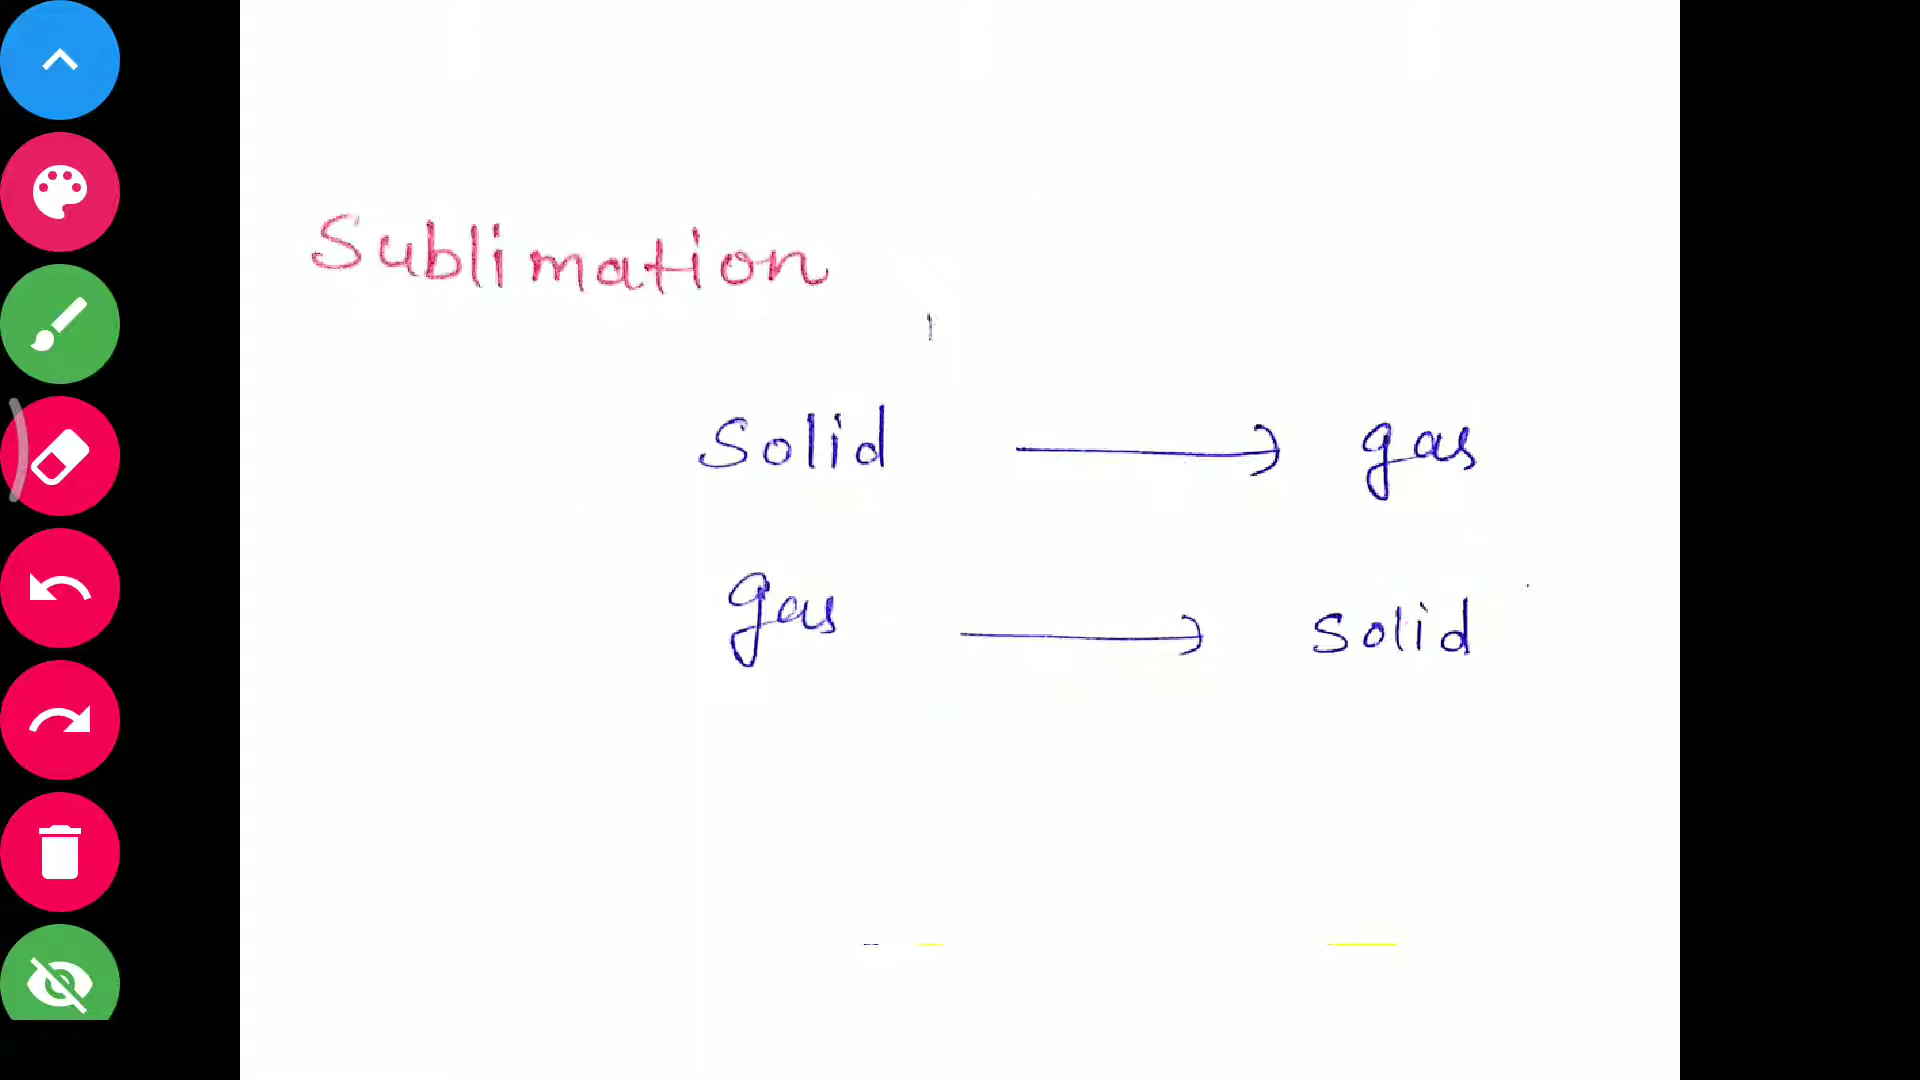 Sublimation
Solid → gas
gas → solid